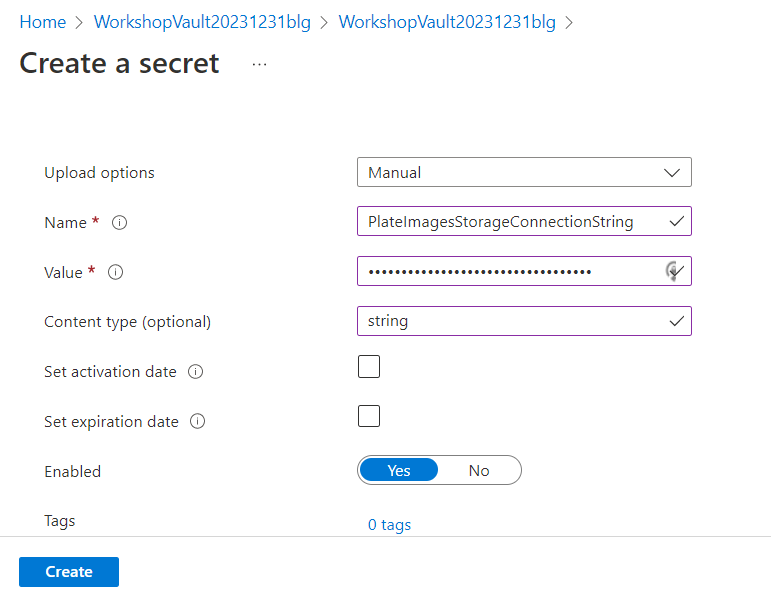 Home > WorkshopVault20231231blg > WorkshopVault20231231blg >
Create a secret ...
Upload options Manual
Name * PlateImagesStorageConnectionString
Value * ••••••••••••••••••••••••••••••••••
Content type (optional) string
Set activation date
Set expiration date
Enabled Yes No
Tags 0 tags
Create